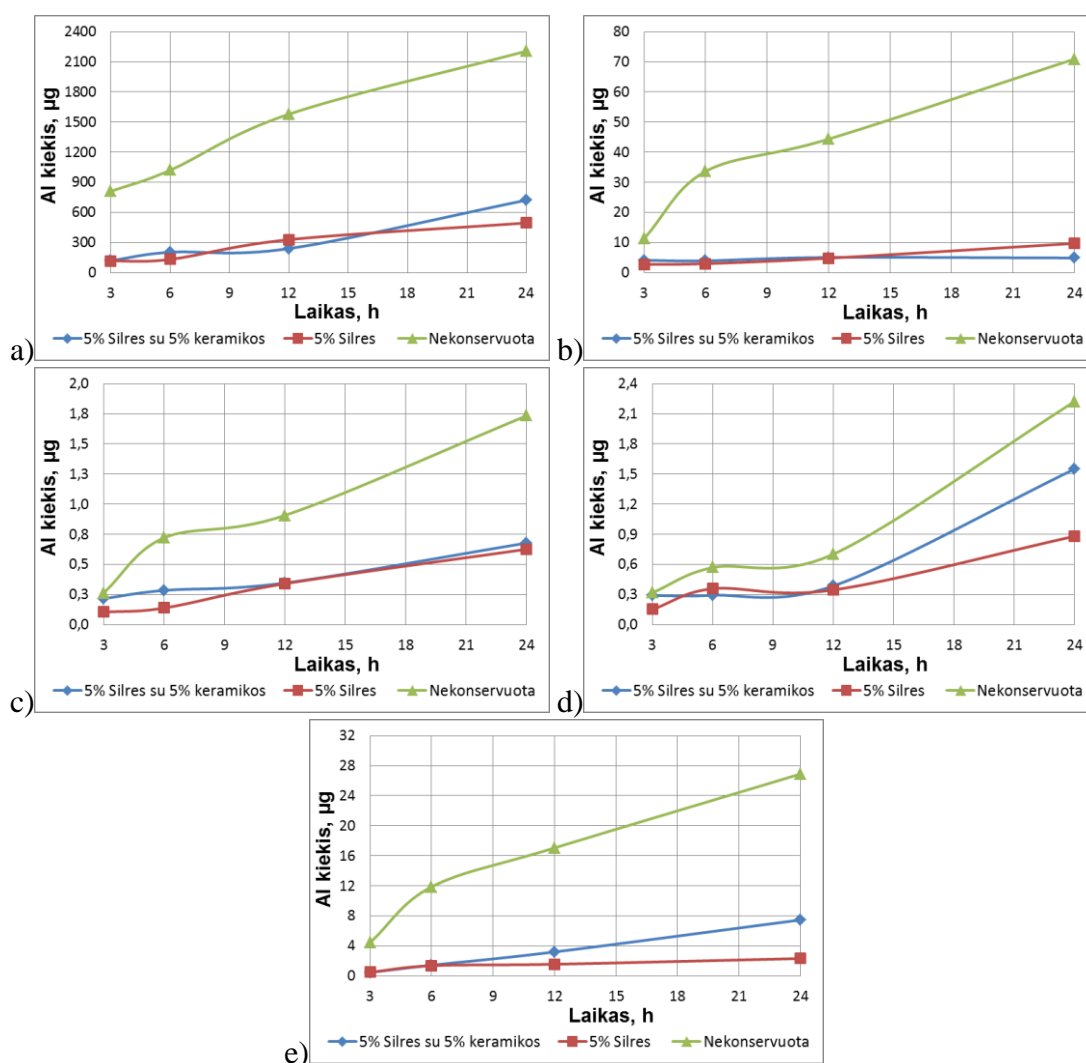 2400
2100
1800
1500
1200
900
600
300
0
Al kiekis, µg
3 6 9 12 15 18 21 24
Laikas, h
5% Silres su 5% keramikos 5% Silres Nekonservuota
a)
80
70
60
50
40
30
20
10
0
Al kiekis, µg
3 6 9 12 15 18 21 24
Laikas, h
5% Silres su 5% keramikos 5% Silres Nekonservuota
b)
2,0
1,8
1,5
1,3
1,0
0,8
0,5
0,3
0,0
Al kiekis, µg
3 6 9 12 15 18 21 24
Laikas, h
5% Silres su 5% keramikos 5% Silres Nekonservuota
c)
2,4
2,1
1,8
1,5
1,2
0,9
0,6
0,3
0,0
Al kiekis, µg
3 6 9 12 15 18 21 24
Laikas, h
5% Silres su 5% keramikos 5% Silres Nekonservuota
d)
32
28
24
20
16
12
8
4
0
Al kiekis, µg
3 6 9 12 15 18 21 24
Laikas, h
5% Silres su 5% keramikos 5% Silres Nekonservuota
e)